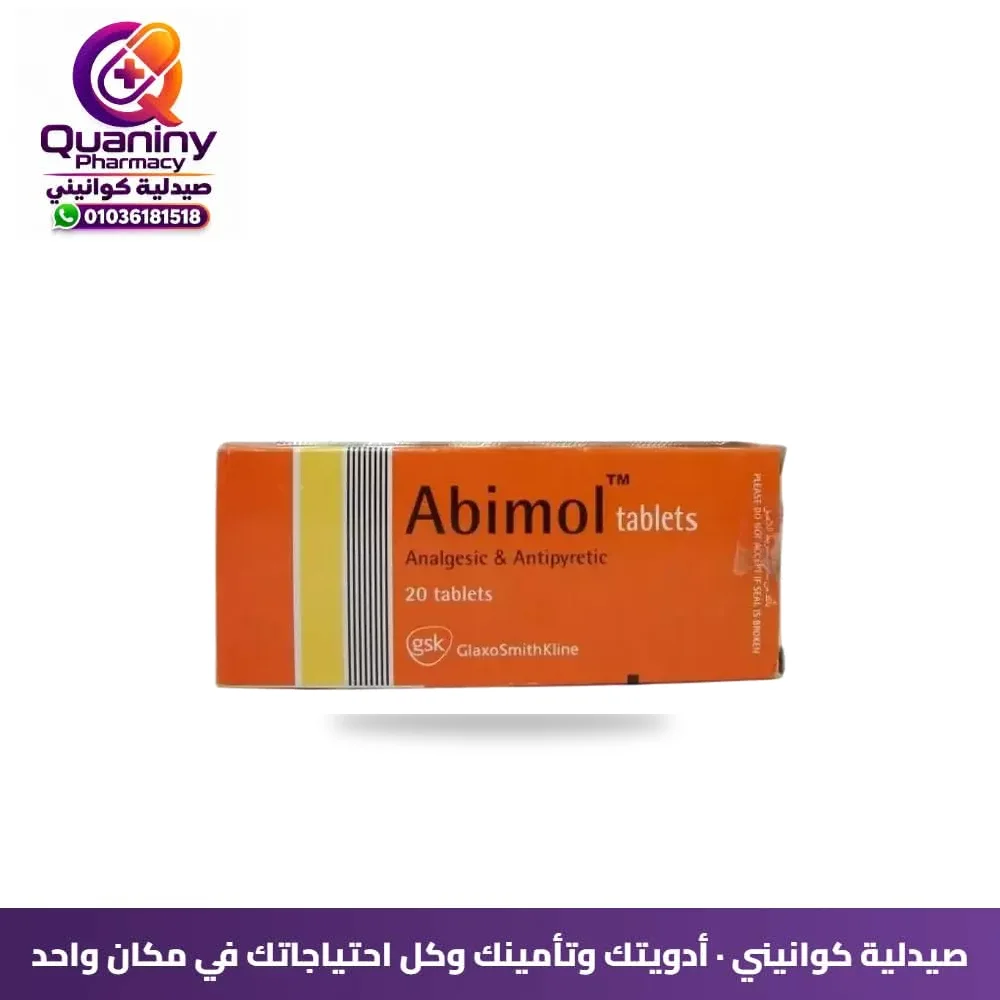 Quaniny
Pharmacy
صيدلية كوانيني
01036181518
Abimol™ tablets
Analgesic & Antipyretic
20 tablets
gsk GlaxoSmithKline
PLEASE DO NOT ACCEPT IF SEAL IS BROKEN
صيدلية كوانيني · أدويتك وتأمينك وكل احتياجاتك في مكان واحد